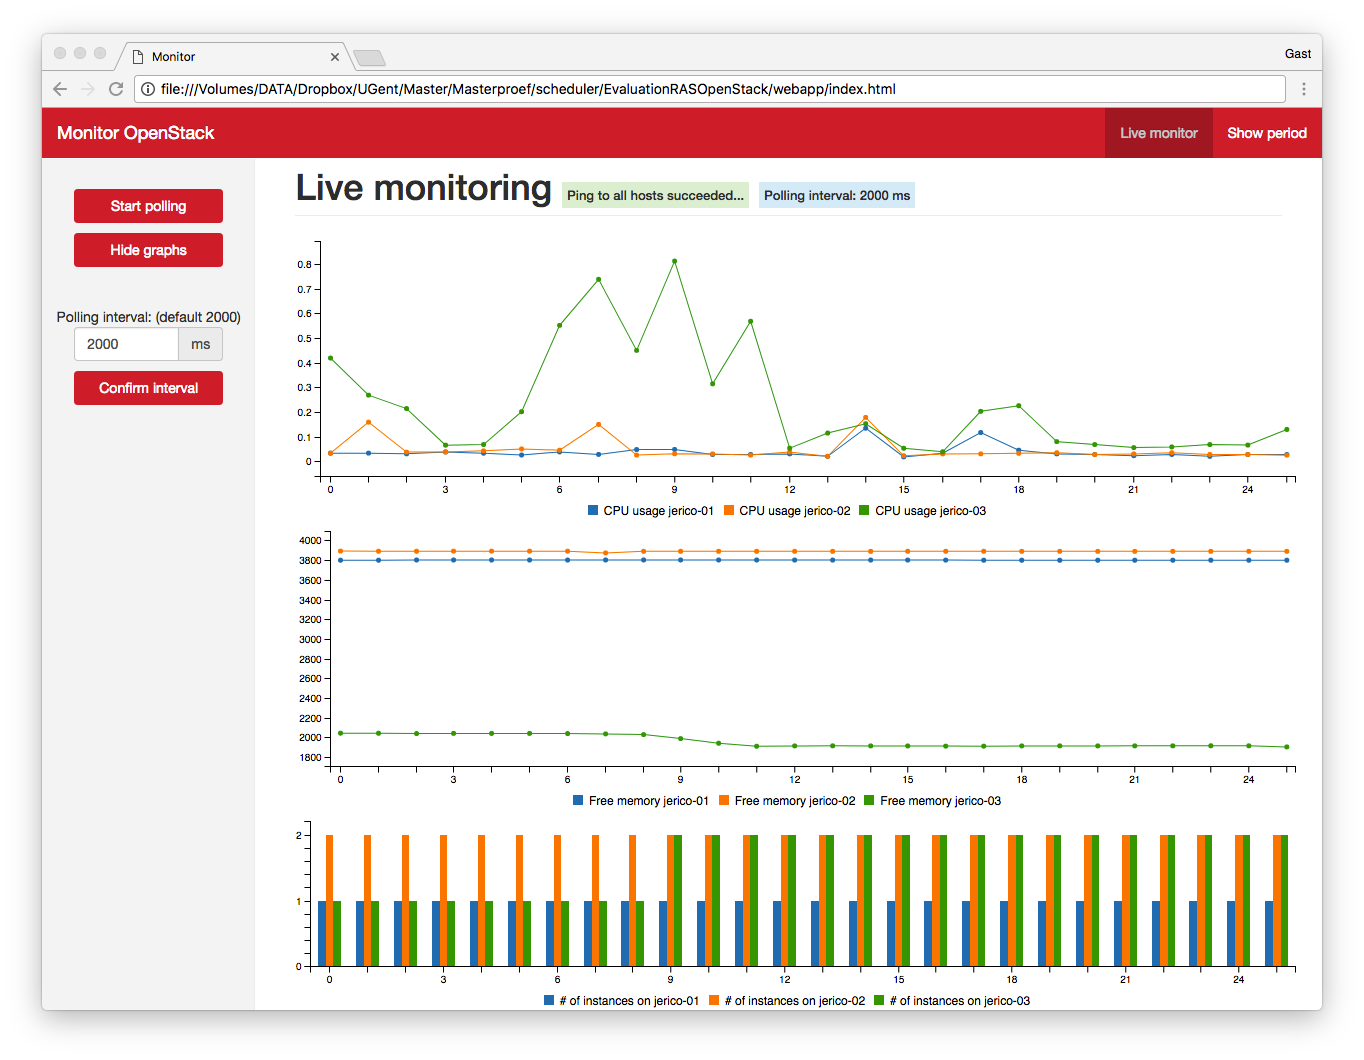 Monitor
Gast
file:///Volumes/DATA/Dropbox/UGent/Master/Masterproef/scheduler/EvaluationRASOpenStack/webapp/index.html
Monitor OpenStack
Live monitor
Show period
Start polling
Hide graphs
Polling interval: (default 2000)
2000 ms
Confirm interval
Live monitoring
Ping to all hosts succeeded...
Polling interval: 2000 ms
0.8
0.7
0.6
0.5
0.4
0.3
0.2
0.1
0
0 3 6 9 12 15 18 21 24
CPU usage jerico-01 CPU usage jerico-02 CPU usage jerico-03
4000
3800
3600
3400
3200
3000
2800
2600
2400
2200
2000
1800
0 3 6 9 12 15 18 21 24
Free memory jerico-01 Free memory jerico-02 Free memory jerico-03
2
1
0
0 3 6 9 12 15 18 21 24
# of instances on jerico-01 # of instances on jerico-02 # of instances on jerico-03